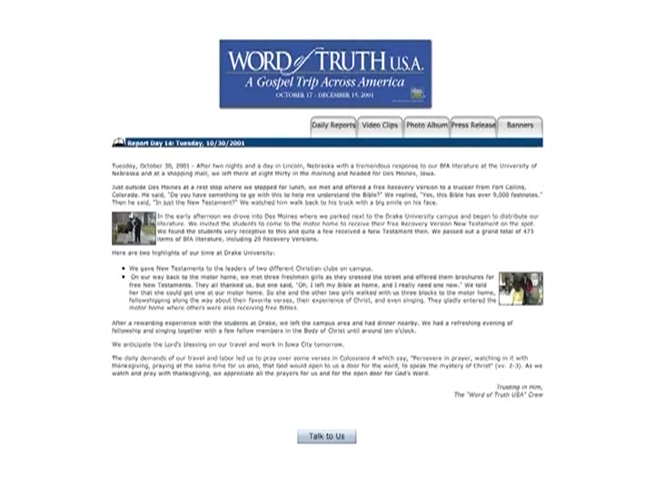 WORD of TRUTH U.S.A.
A Gospel Trip Across America
OCTOBER 17 - DECEMBER 15, 2001
Daily Reports Video Clips Photo Album Press Release Banners
Report Day 14: Tuesday, 10/30/2001
Tuesday, October 30, 2001 - After two nights and a day in Lincoln, Nebraska with a tremendous response to our BfA literature at the University of
Nebraska and at a shopping mall, we left there at eight thirty in the morning and headed for Des Moines, Iowa.
Just outside Des Moines at a rest stop where we stopped for lunch, we met and offered a free Recovery Version to a trucker from Fort Collins,
Colorado. He said, "Do you have something to go with this to help me understand the Bible?" We replied, "Yes, this Bible has over 9,000 footnotes."
Then he said, "In just the New Testament?" We watched him walk back to his truck with a big smile on his face.
In the early afternoon we drove into Des Moines where we parked next to the Drake University campus and began to distribute our
literature. We invited the students to come to the motor home to receive their free Recovery Version New Testament on the spot.
We found the students very receptive to this and quite a few received a New Testament then. We passed out a grand total of 473
items of BfA literature, including 29 Recovery Versions.
Here are two highlights of our time at Drake University:
• We gave New Testaments to the leaders of two different Christian clubs on campus.
• On our way back to the motor home, we met three freshmen girls as they crossed the street and offered them brochures for
free New Testaments. They all thanked us, but one said, "Oh, I left my Bible at home, and I really need one now." We told
her that she could get one at our motor home. So she and the other two girls walked with us three blocks to the motor home,
fellowshipping along the way about their favorite verses, their experience of Christ, and even singing. They gladly entered the
motor home where others were also receiving free Bibles.
After a rewarding experience with the students at Drake, we left the campus area and had dinner nearby. We had a refreshing evening of
fellowship and singing together with a few fellow members in the Body of Christ until around ten o'clock.
We anticipate the Lord's blessing on our travel and work in Iowa City tomorrow.
The daily demands of our travel and labor led us to pray over some verses in Colossians 4 which say, "Persevere in prayer, watching in it with
thanksgiving, praying at the same time for us also, that God would open to us a door for the word, to speak the mystery of Christ" (vv. 2-3). As we
watch and pray with thanksgiving, we appreciate all the prayers for us and for the open door for God's Word.
Trusting in Him,
The "Word of Truth USA" Crew
Talk to Us